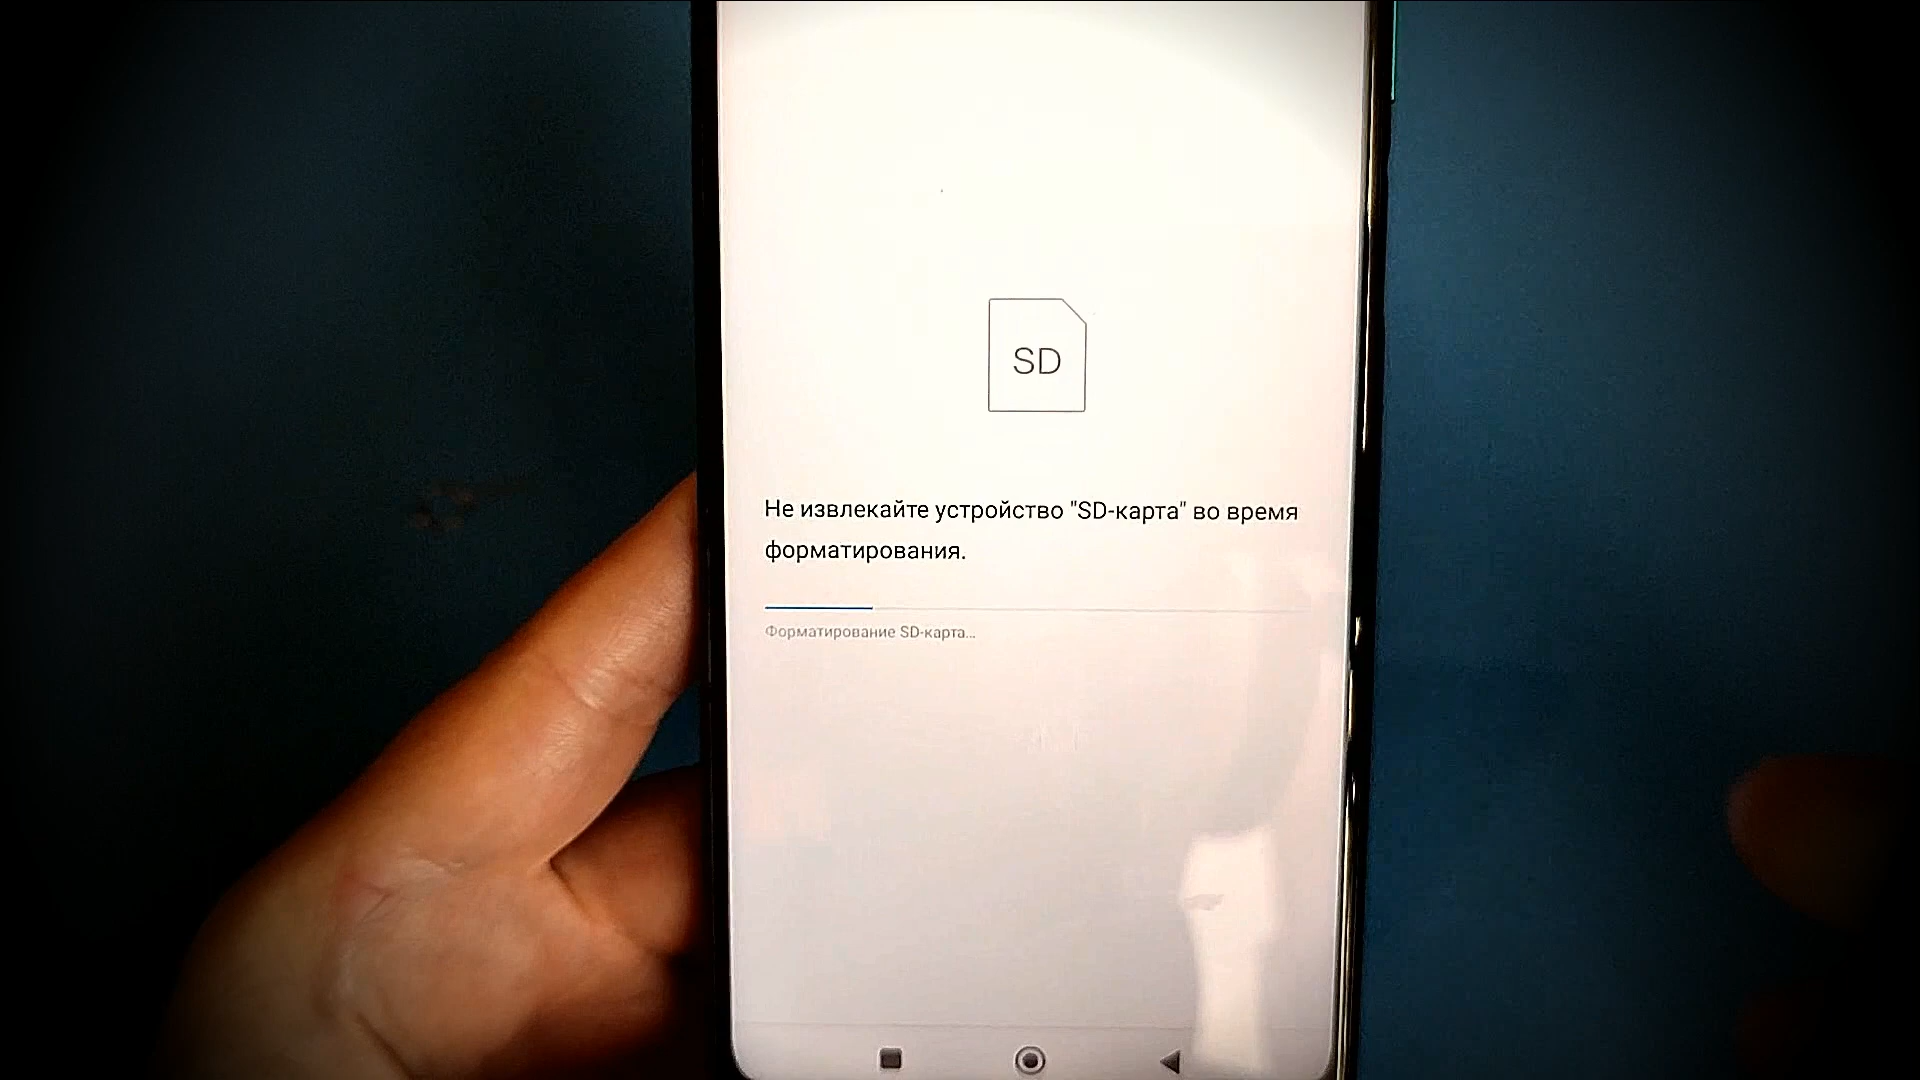 SD
Не извлекайте устройство "SD-карта" во время
форматирования.
Форматирование SD-карта...